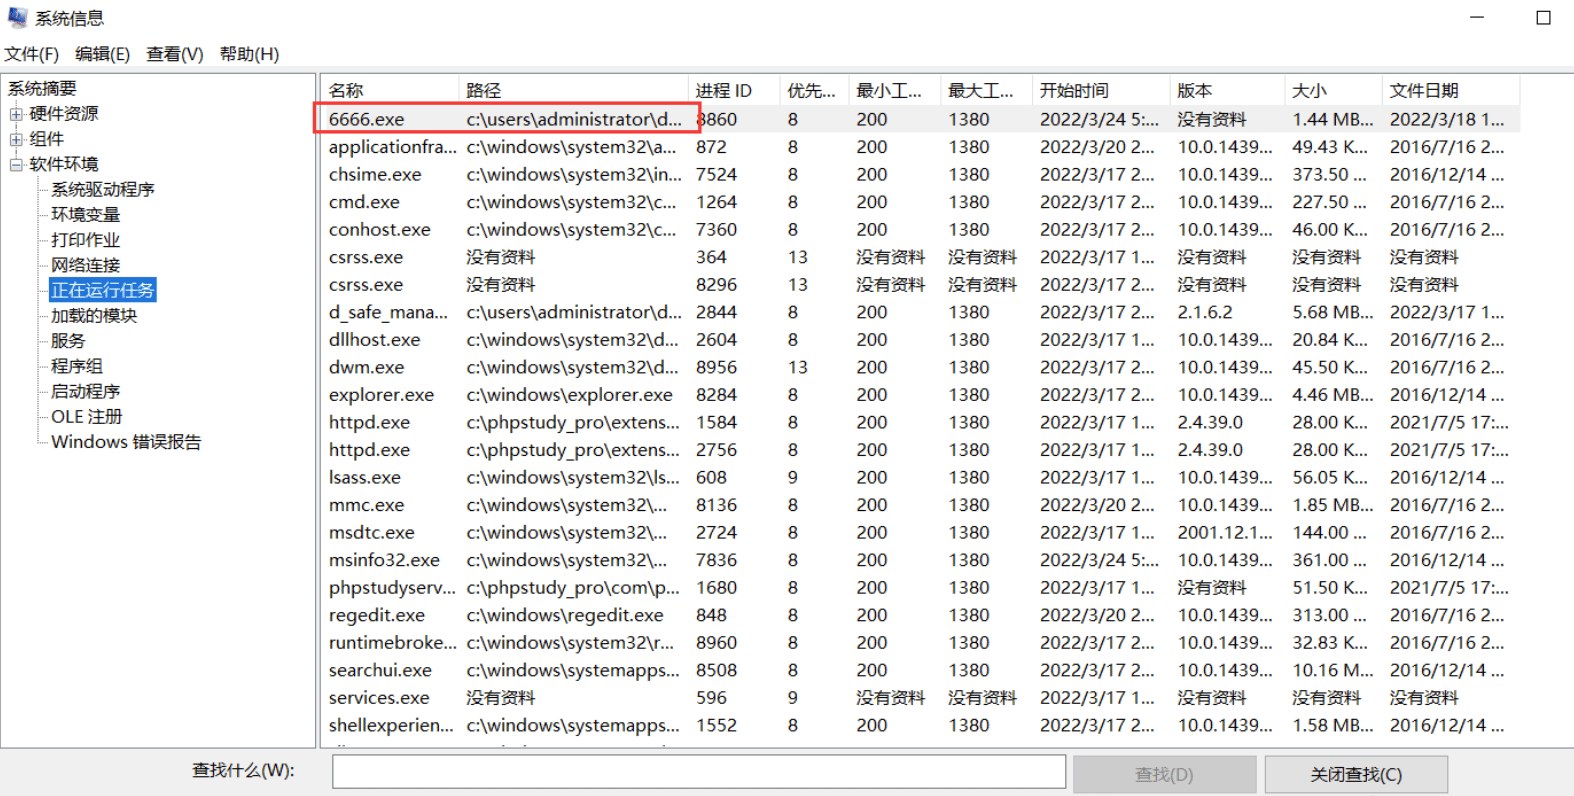 系统信息
文件(F) 编辑(E) 查看(V) 帮助(H)
系统摘要
硬件资源
组件
软件环境
系统驱动程序
环境变量
打印作业
网络连接
正在运行任务
加载的模块
服务
程序组
启动程序
OLE 注册
Windows 错误报告
名称 路径 进程 ID 优先... 最小工... 最大工... 开始时间 版本 大小 文件日期
6666.exe c:\users\administrator\d... 8860 8 200 1380 2022/3/24 5:... 没有资料 1.44 MB... 2022/3/18 1...
applicationfra... c:\windows\system32\a... 872 8 200 1380 2022/3/20 2... 10.0.1439... 49.43 K... 2016/7/16 2...
chsime.exe c:\windows\system32\in... 7524 8 200 1380 2022/3/17 2... 10.0.1439... 373.50 ... 2016/12/14 ...
cmd.exe c:\windows\system32\c... 1264 8 200 1380 2022/3/17 2... 10.0.1439... 227.50 ... 2016/7/16 2...
conhost.exe c:\windows\system32\c... 7360 8 200 1380 2022/3/17 2... 10.0.1439... 46.00 K... 2016/7/16 2...
csrss.exe 没有资料 364 13 没有资料 没有资料 2022/3/17 1... 没有资料 没有资料 没有资料
csrss.exe 没有资料 8296 13 没有资料 没有资料 2022/3/17 2... 没有资料 没有资料 没有资料
d_safe_mana... c:\users\administrator\d... 2844 8 200 1380 2022/3/17 2... 2.1.6.2 5.68 MB... 2022/3/17 1...
dllhost.exe c:\windows\system32\d... 2604 8 200 1380 2022/3/17 1... 10.0.1439... 20.84 K... 2016/7/16 2...
dwm.exe c:\windows\system32\d... 8956 13 200 1380 2022/3/17 2... 10.0.1439... 45.50 K... 2016/7/16 2...
explorer.exe c:\windows\explorer.exe 8284 8 200 1380 2022/3/17 2... 10.0.1439... 4.46 MB... 2016/12/14 ...
httpd.exe c:\phpstudy_pro\extens... 1584 8 200 1380 2022/3/17 1... 2.4.39.0 28.00 K... 2021/7/5 17:...
httpd.exe c:\phpstudy_pro\extens... 2756 8 200 1380 2022/3/17 1... 2.4.39.0 28.00 K... 2021/7/5 17:...
lsass.exe c:\windows\system32\ls... 608 9 200 1380 2022/3/17 1... 10.0.1439... 56.05 K... 2016/12/14 ...
mmc.exe c:\windows\system32\... 8136 8 200 1380 2022/3/20 2... 10.0.1439... 1.85 MB... 2016/7/16 2...
msdtc.exe c:\windows\system32\... 2724 8 200 1380 2022/3/17 1... 2001.12.1... 144.00 ... 2016/7/16 2...
msinfo32.exe c:\windows\system32\... 7836 8 200 1380 2022/3/24 5:... 10.0.1439... 361.00 ... 2016/12/14 ...
phpstudyserv... c:\phpstudy_pro\com\p... 1680 8 200 1380 2022/3/17 1... 没有资料 51.50 K... 2021/7/5 17:...
regedit.exe c:\windows\regedit.exe 848 8 200 1380 2022/3/20 2... 10.0.1439... 313.00 ... 2016/7/16 2...
runtimebroke... c:\windows\system32\r... 8960 8 200 1380 2022/3/17 2... 10.0.1439... 32.83 K... 2016/7/16 2...
searchui.exe c:\windows\systemapps... 8508 8 200 1380 2022/3/17 2... 10.0.1439... 10.16 M... 2016/12/14 ...
services.exe 没有资料 596 9 没有资料 没有资料 2022/3/17 1... 没有资料 没有资料 没有资料
shellexperien... c:\windows\systemapps... 1552 8 200 1380 2022/3/17 2... 10.0.1439... 1.58 MB... 2016/12/14 ...
查找什么(W): 查找(D) 关闭查找(C)